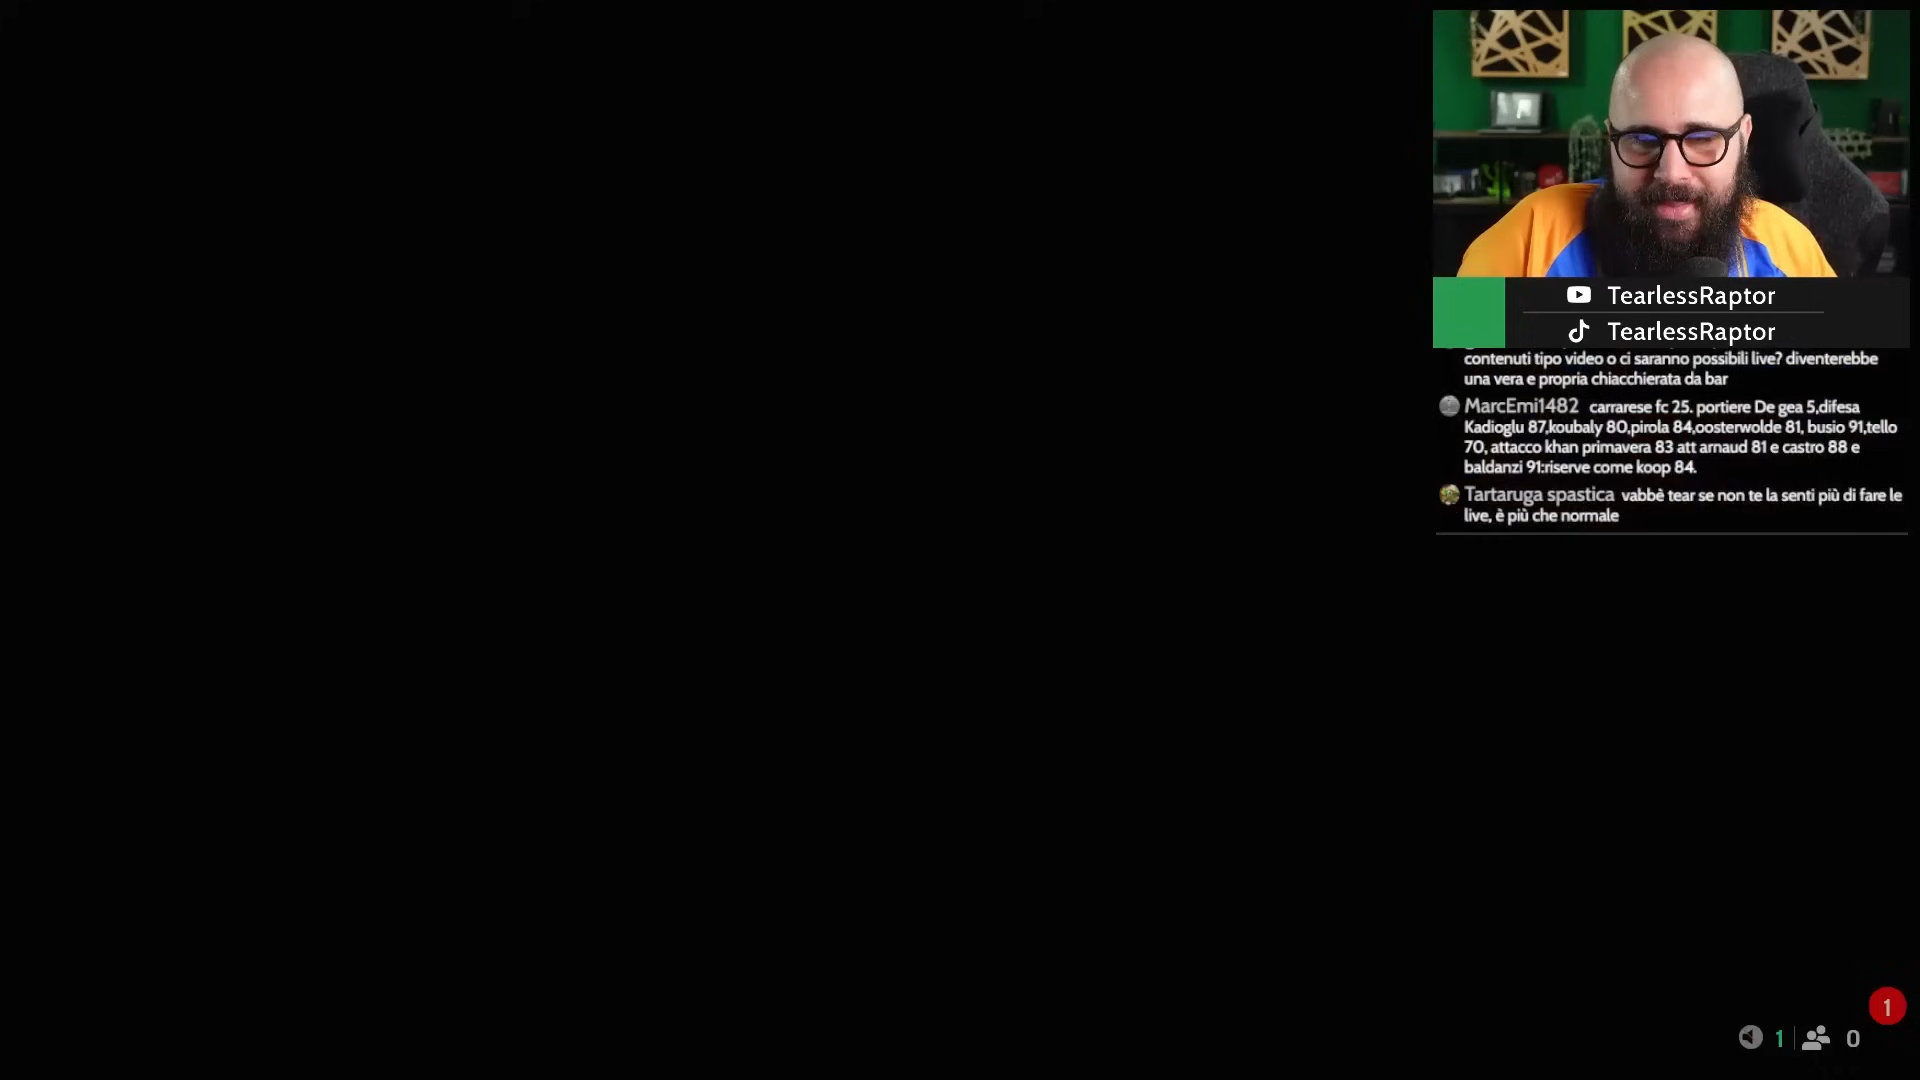 TearlessRaptor
TearlessRaptor
contenuti tipo video o ci saranno possibili live? diventerebbe
una vera e propria chiacchierata da bar
MarcEmi1482 carrarese fc 25. portiere De gea 5,difesa
Kadioglu 87,koubaly 80,pirola 84,oosterwolde 81, busio 91,tello
70, attacco khan primavera 83 att arnaud 81 e castro 88 e
baldanzi 91:riserve come koop 84.
Tartaruga spastica vabbè tear se non te la senti più di fare le
live, è più che normale
1
1 0